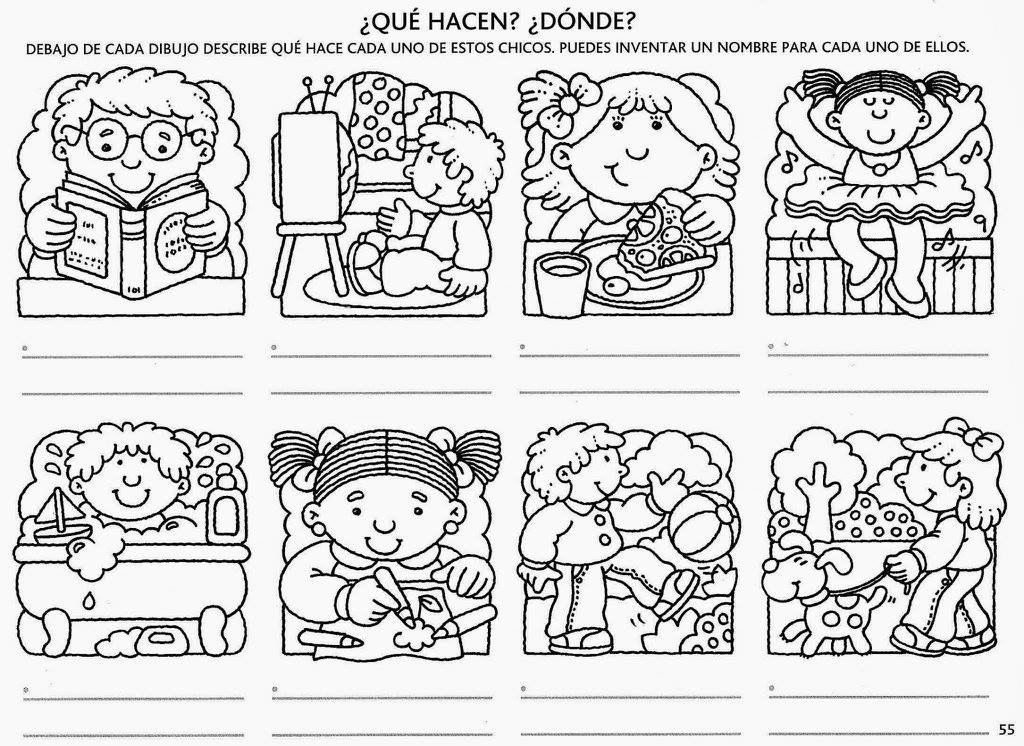 ¿QUÉ HACEN? ¿DÓNDE?
DEBAJO DE CADA DIBUJO DESCRIBE QUÉ HACE CADA UNO DE ESTOS CHICOS. PUEDES INVENTAR UN NOMBRE PARA CADA UNO DE ELLOS.
55